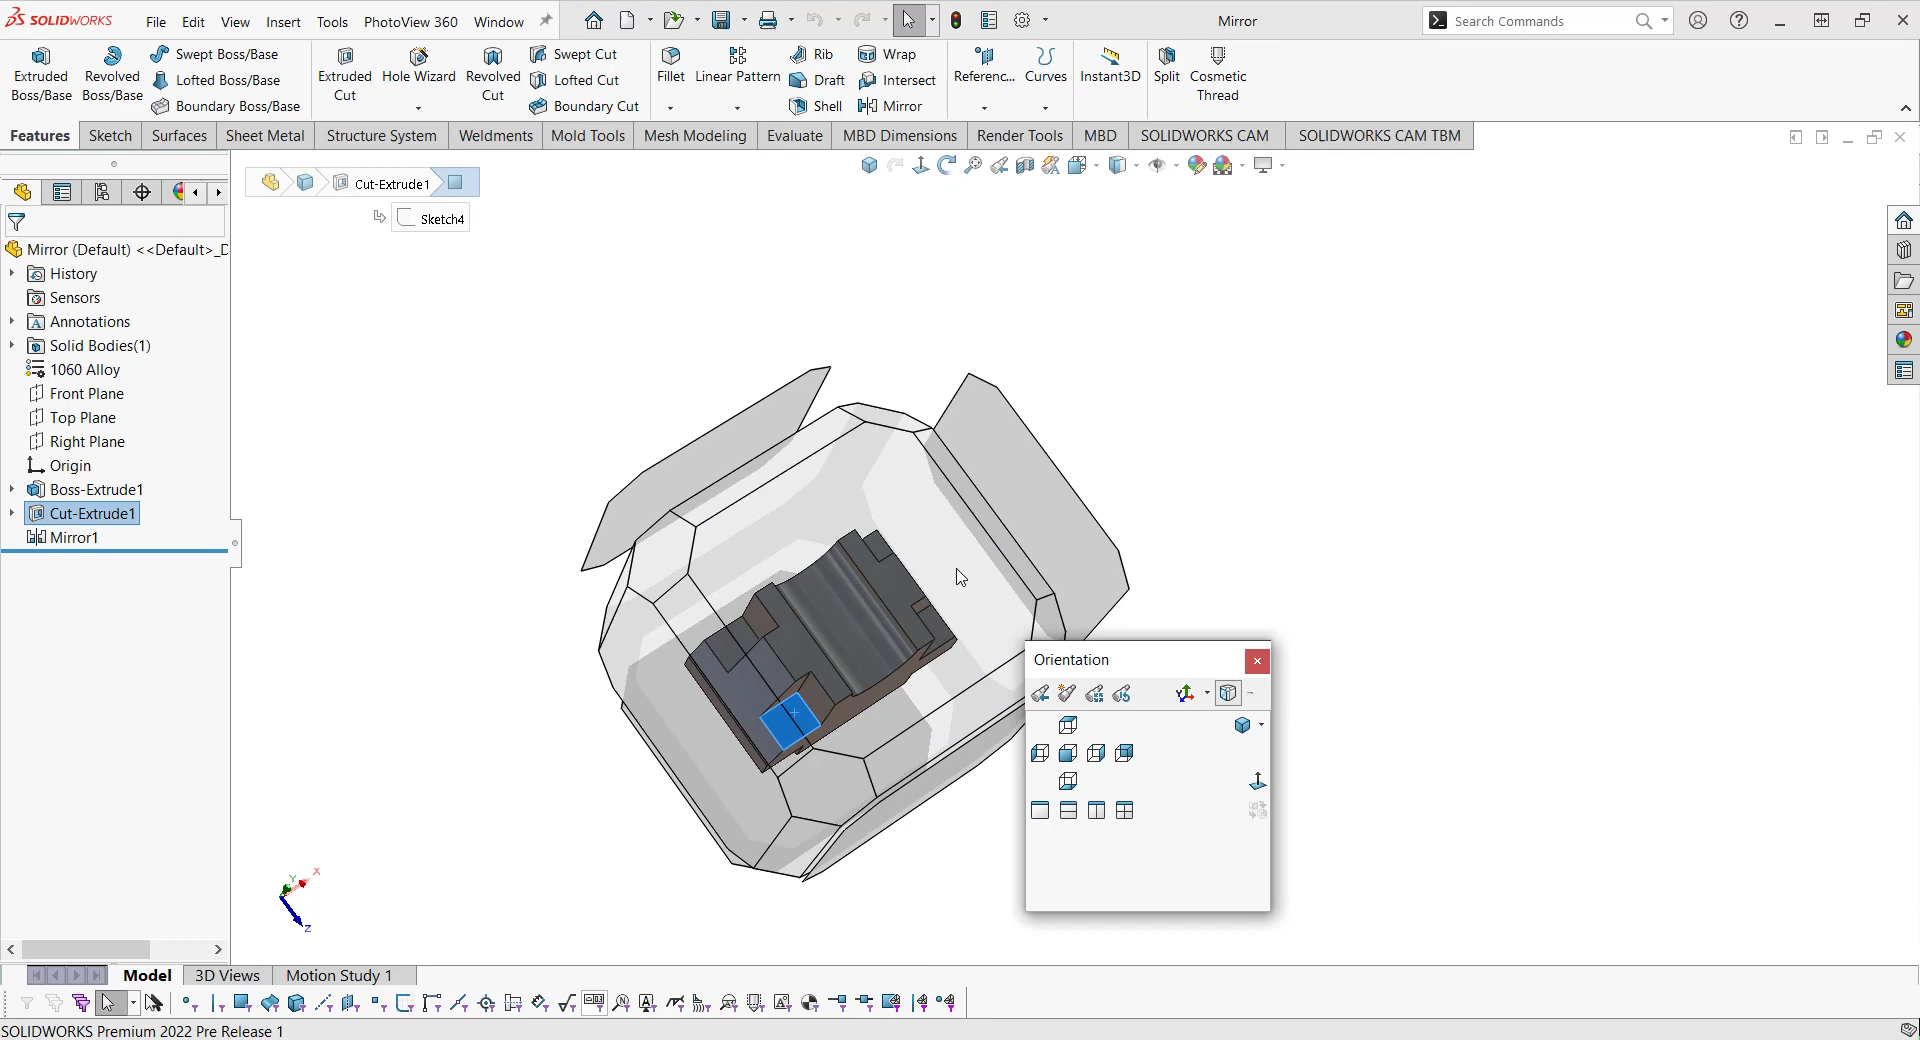 SOLIDWORKS File Edit View Insert Tools PhotoView 360 Window Mirror Search Commands
Extruded Boss/Base
Revolved Boss/Base
Swept Boss/Base
Lofted Boss/Base
Boundary Boss/Base
Extruded Cut
Hole Wizard
Revolved Cut
Swept Cut
Lofted Cut
Boundary Cut
Fillet
Linear Pattern
Rib
Draft
Shell
Wrap
Intersect
Mirror
Referenc...
Curves
Instant3D
Split
Cosmetic Thread
Features Sketch Surfaces Sheet Metal Structure System Weldments Mold Tools Mesh Modeling Evaluate MBD Dimensions Render Tools MBD SOLIDWORKS CAM SOLIDWORKS CAM TBM
Cut-Extrude1
Sketch4
Mirror (Default) <<Default>_D
History
Sensors
Annotations
Solid Bodies(1)
1060 Alloy
Front Plane
Top Plane
Right Plane
Origin
Boss-Extrude1
Cut-Extrude1
Mirror1
Orientation
Y X
Z
Model 3D Views Motion Study 1
SOLIDWORKS Premium 2022 Pre Release 1